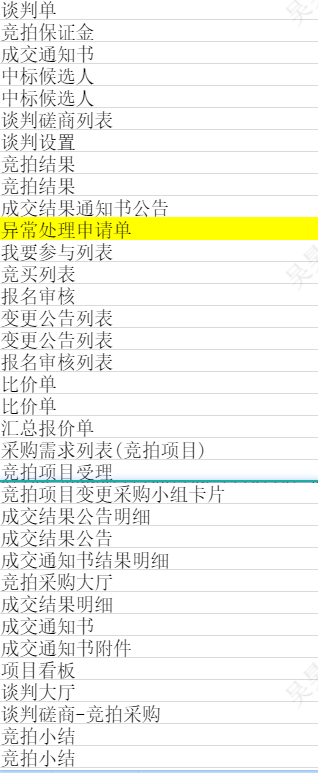 谈判单
竞拍保证金
成交通知书
中标候选人
中标候选人
谈判磋商列表
谈判设置
竞拍结果
竞拍结果
成交结果通知书公告
异常处理申请单
我要参与列表
竞买列表
报名审核
变更公告列表
变更公告列表
报名审核列表
比价单
比价单
汇总报价单
采购需求列表(竞拍项目)
竞拍项目受理
竞拍项目变更采购小组卡片
成交结果公告明细
成交结果公告
成交通知书结果明细
竞拍采购大厅
成交结果明细
成交通知书
成交通知书附件
项目看板
谈判大厅
谈判磋商-竞拍采购
竞拍小结
竞拍小结